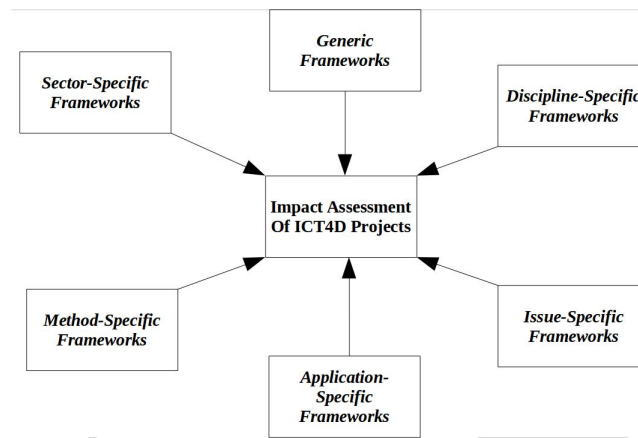 Generic
Frameworks
Sector-Specific
Frameworks
Discipline-Specific
Frameworks
Impact Assessment
Of ICT4D Projects
Method-Specific
Frameworks
Issue-Specific
Frameworks
Application-
Specific
Frameworks